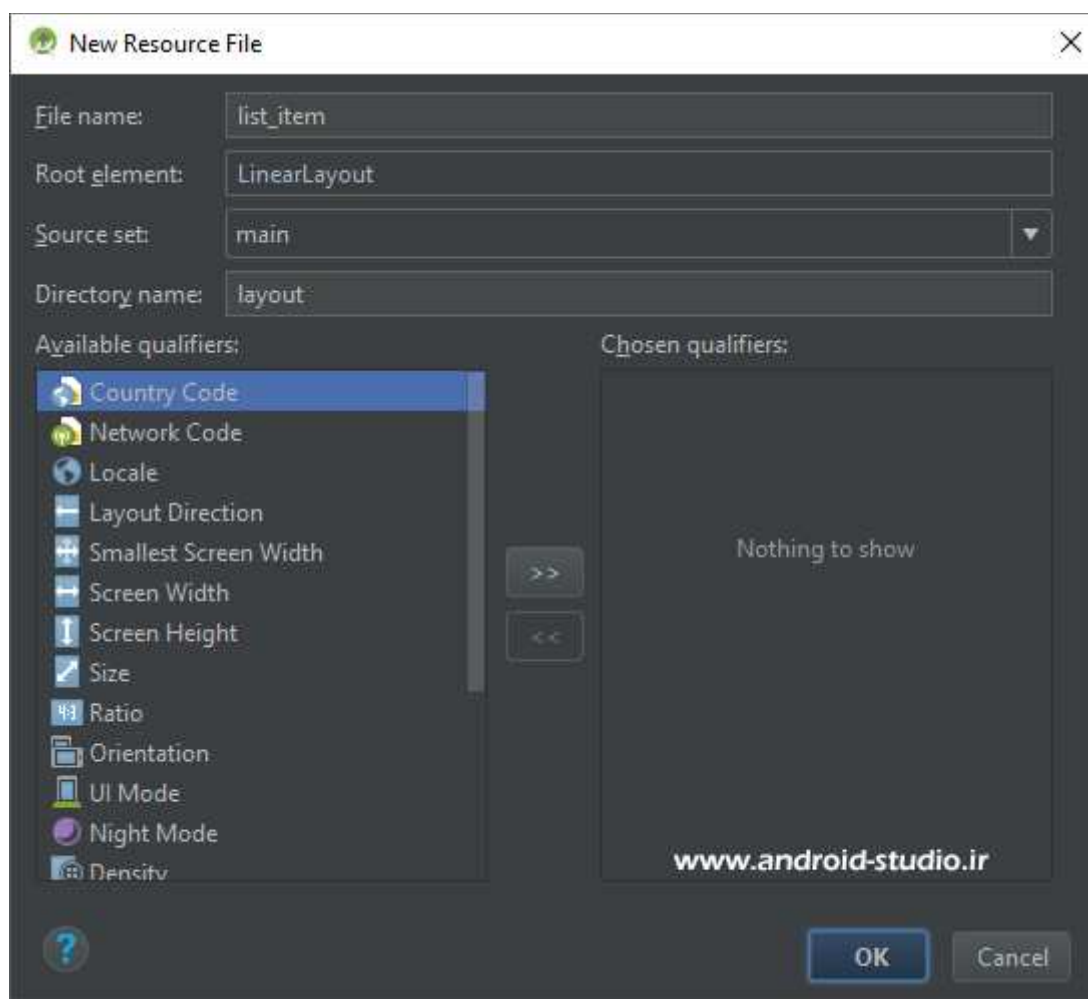 New Resource File
File name: list_item
Root element: LinearLayout
Source set: main
Directory name: layout
Available qualifiers:
Chosen qualifiers:
Country Code
Network Code
Locale
Layout Direction
Smallest Screen Width
Screen Width
Screen Height
Size
4:3 Ratio
Orientation
UI Mode
Night Mode
Density
>>
<<
Nothing to show
www.android-studio.ir
?
OK
Cancel